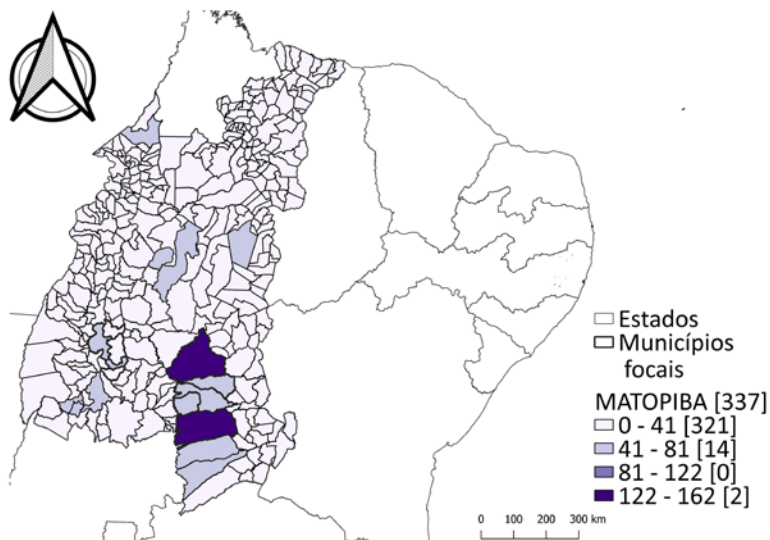 Estados
Municípios
focais
MATOPIBA [337]
0 - 41 [321]
41 - 81 [14]
81 - 122 [0]
122 - 162 [2]
0 100 200 300 km